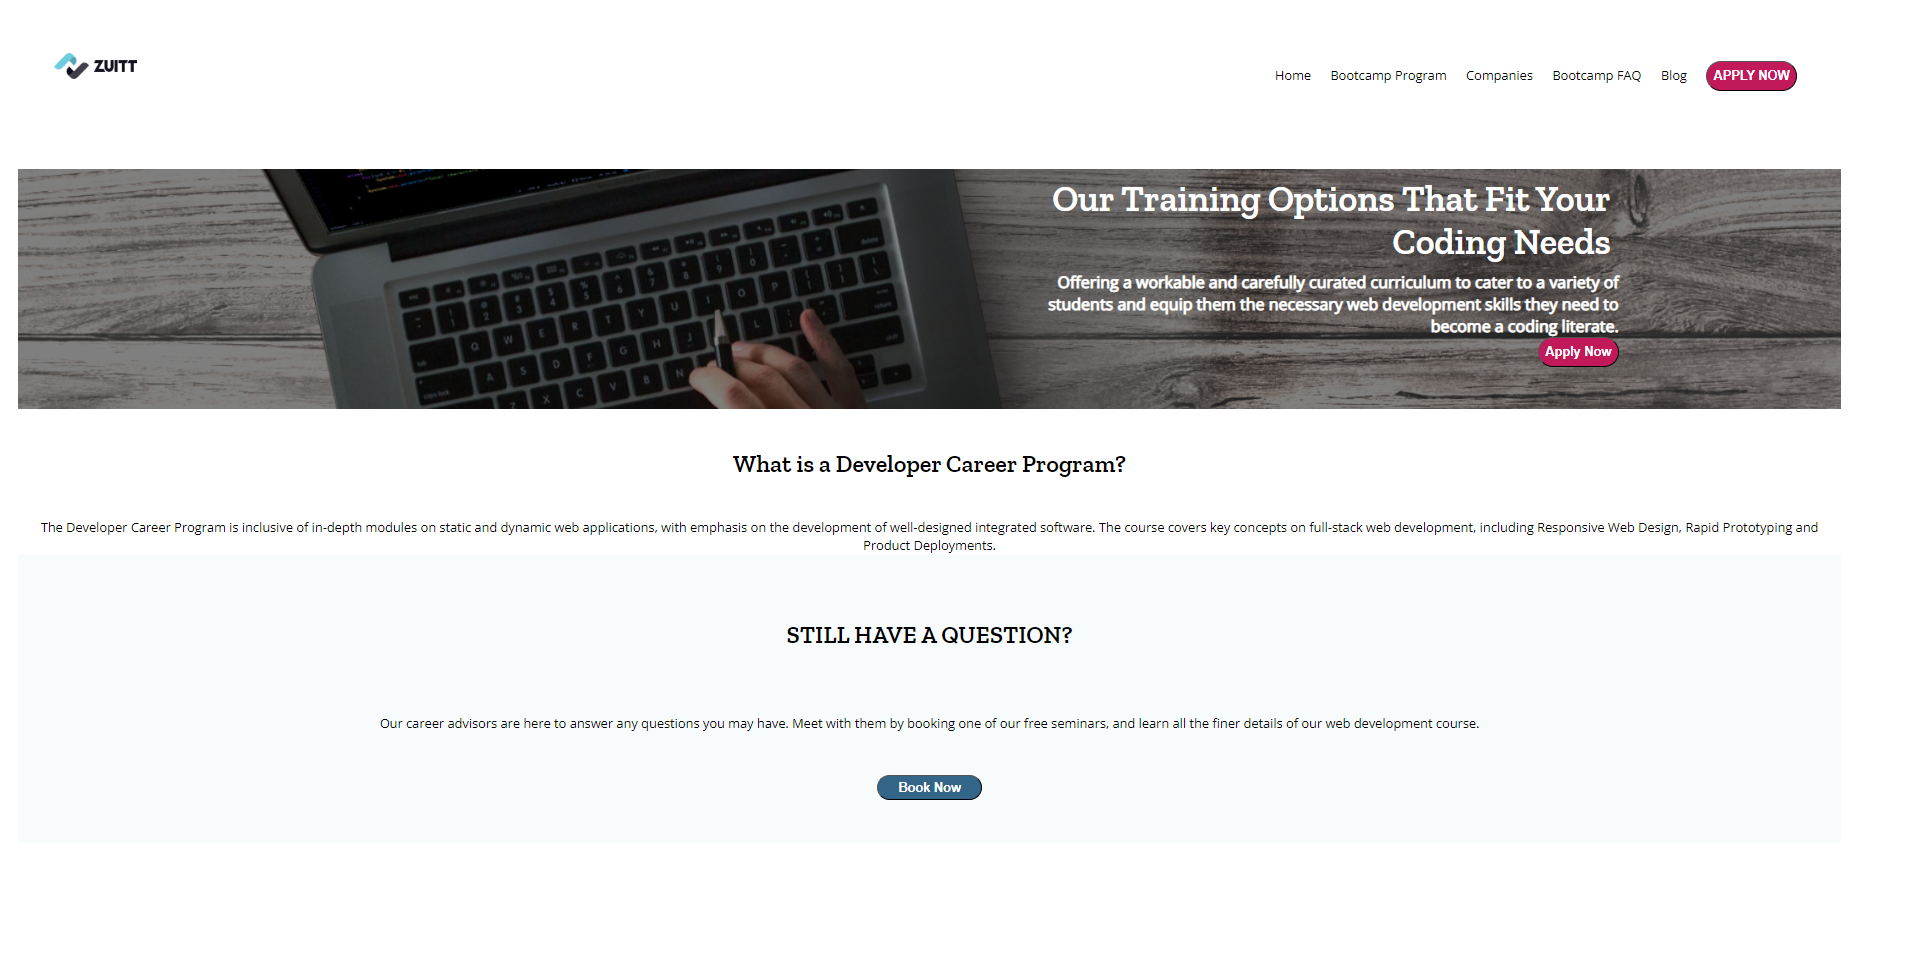 ZUITT
Home Bootcamp Program Companies Bootcamp FAQ Blog APPLY NOW
Our Training Options That Fit Your
Coding Needs
Offering a workable and carefully curated curriculum to cater to a variety of
students and equip them the necessary web development skills they need to
become a coding literate.
Apply Now
What is a Developer Career Program?
The Developer Career Program is inclusive of in-depth modules on static and dynamic web applications, with emphasis on the development of well-designed integrated software. The course covers key concepts on full-stack web development, including Responsive Web Design, Rapid Prototyping and
Product Deployments.
STILL HAVE A QUESTION?
Our career advisors are here to answer any questions you may have. Meet with them by booking one of our free seminars, and learn all the finer details of our web development course.
Book Now